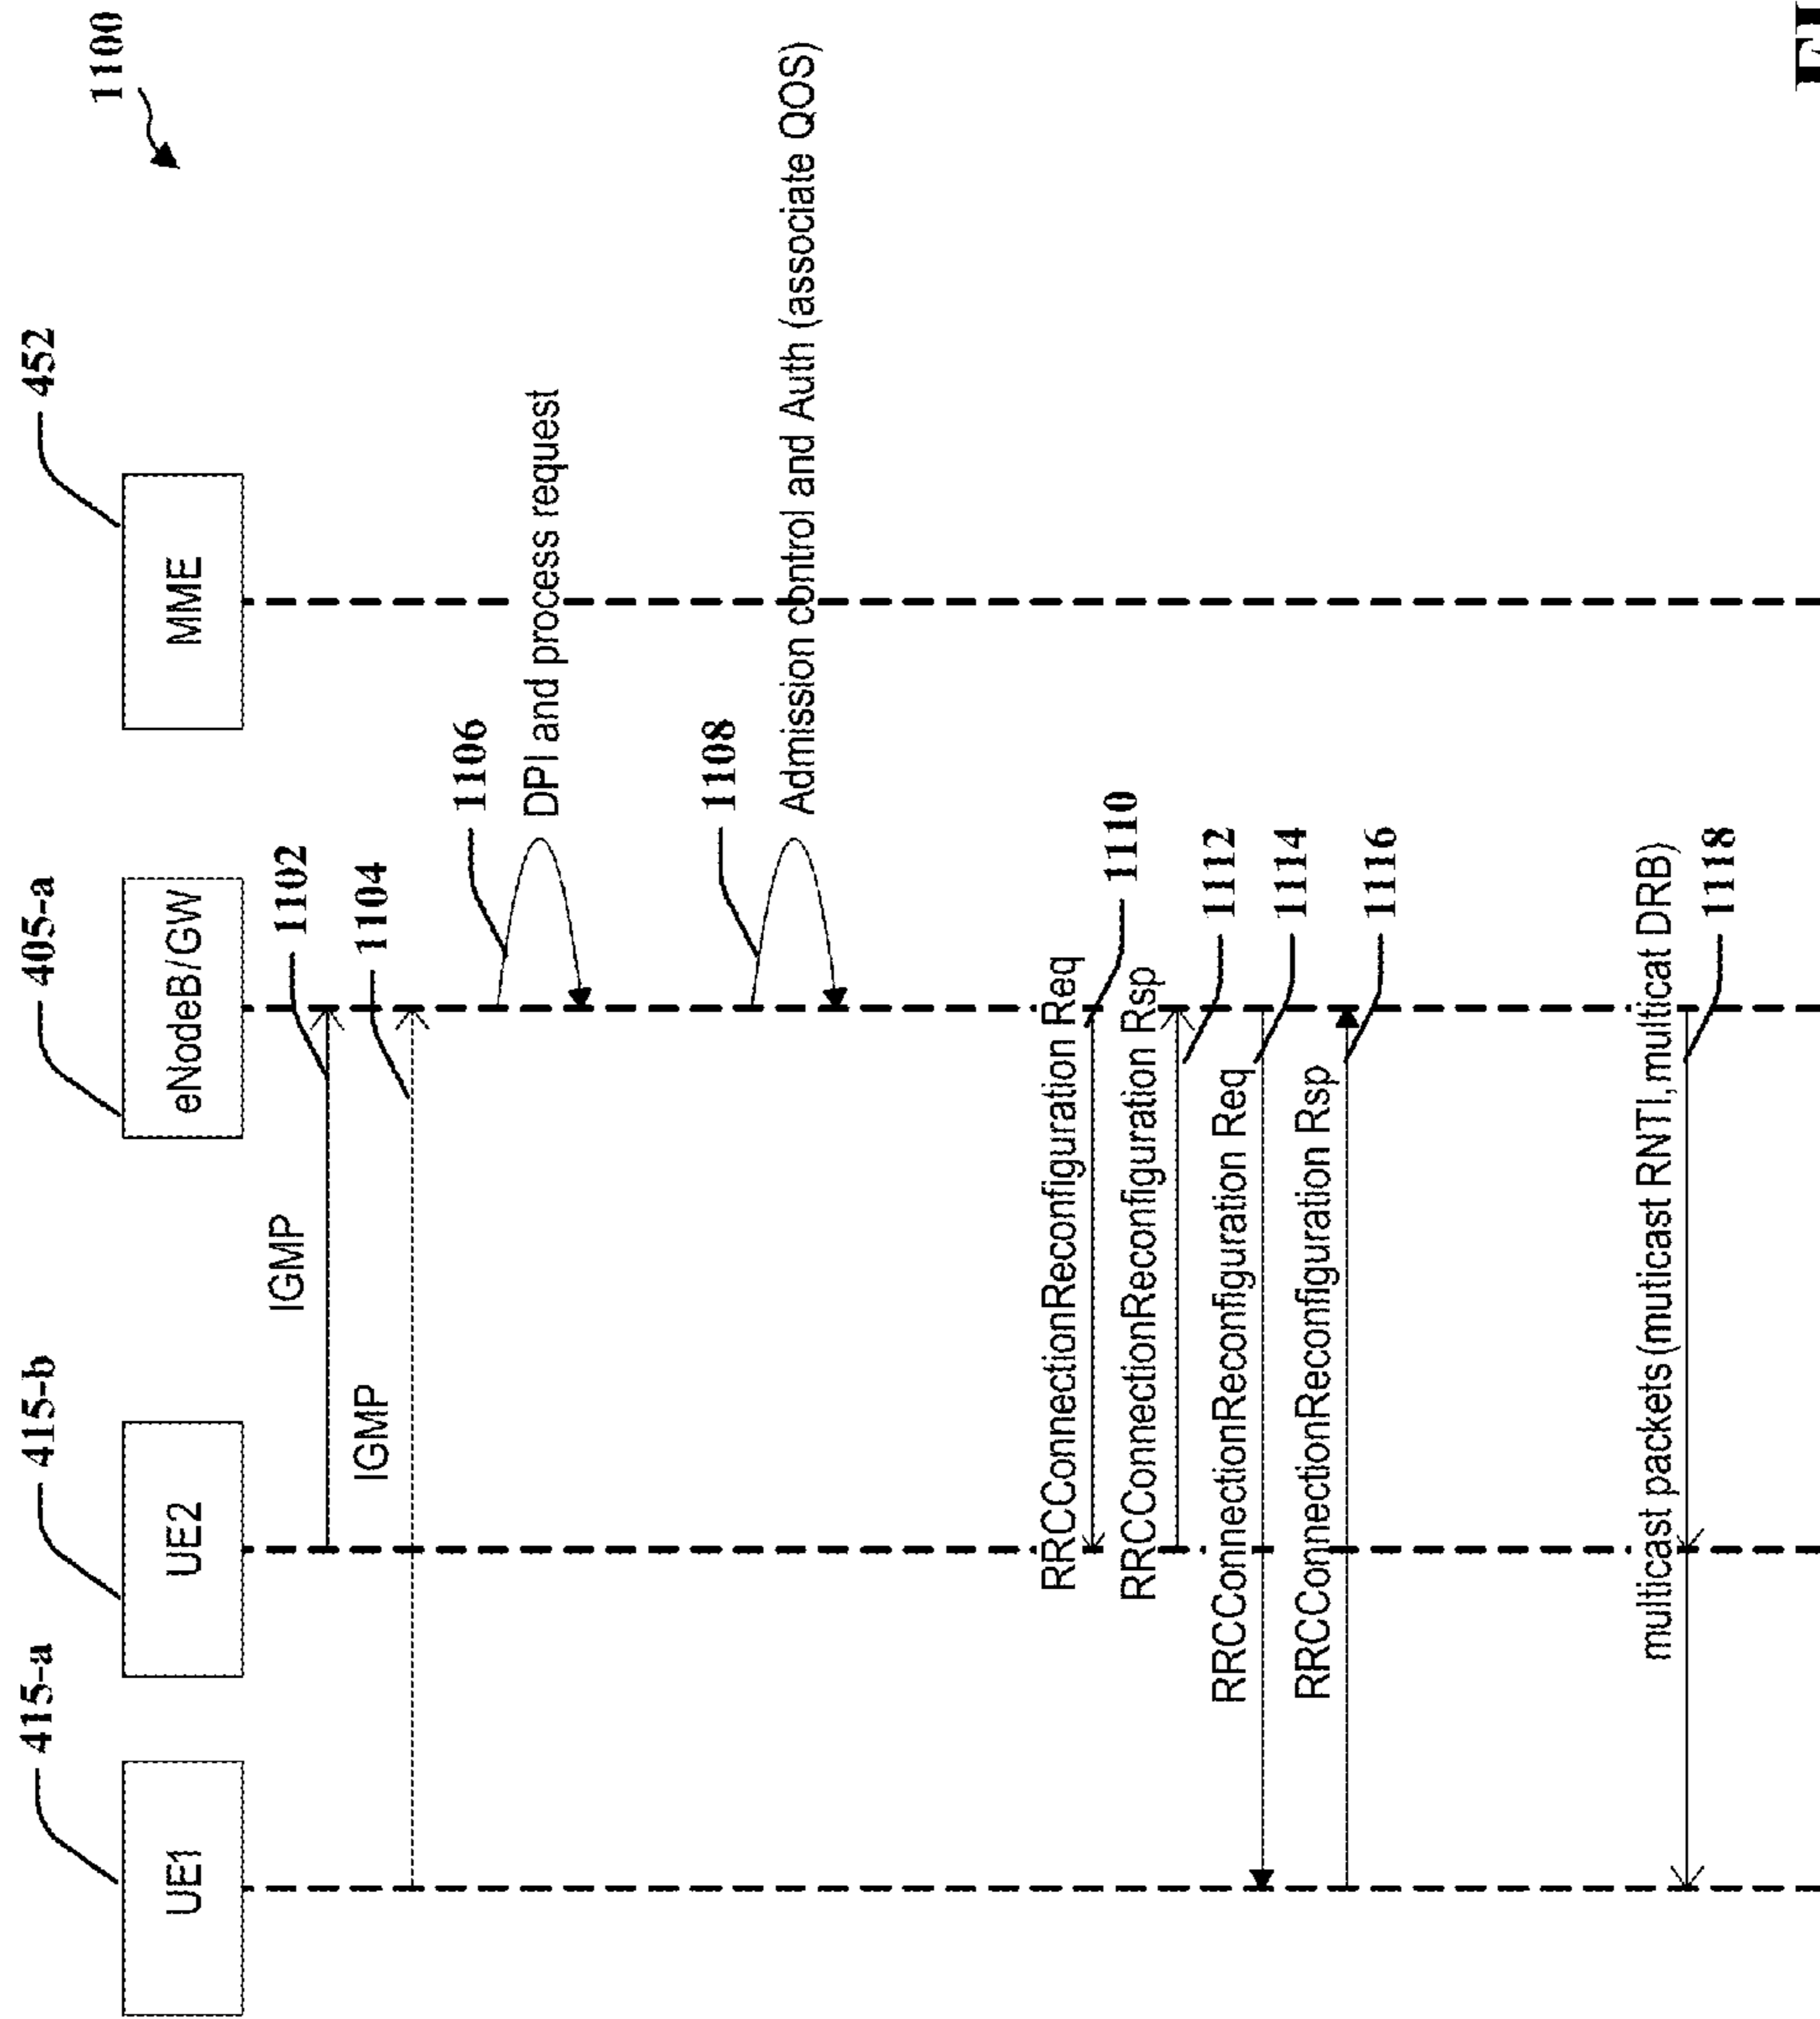 1100
415-a
415-b
405-a
452
UE1
UE2
eNodeB/GW
MME
IGMP
1102
IGMP
1104
1106
DPI and process request
1108
Admission control and Auth (associate QOS)
RRCConnectionReconfiguration Req
1110
RRCConnectionReconfiguration Rsp
1112
RRCConnectionReconfiguration Req
1114
RRCConnectionReconfiguration Rsp
1116
multicast packets (muticast RNTI, multicat DRB)
1118